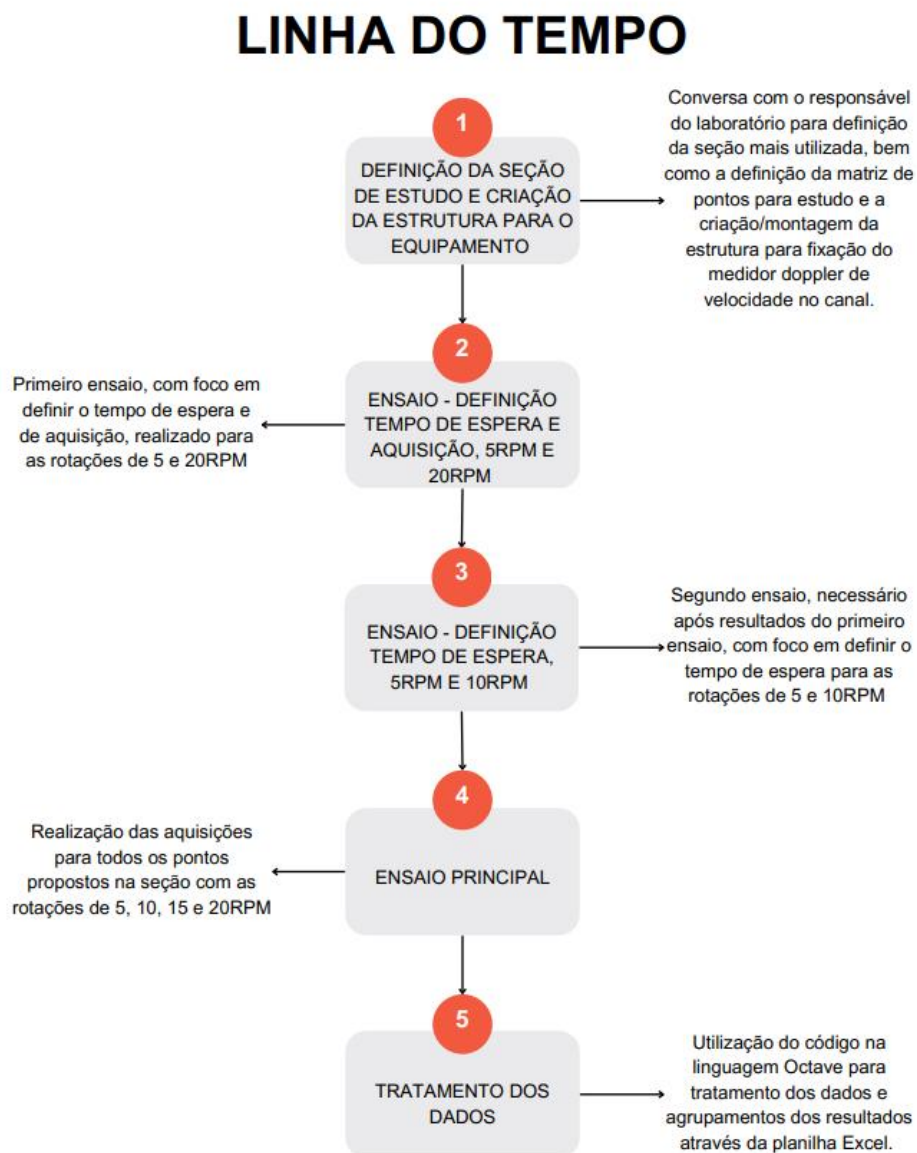 LINHA DO TEMPO
1
DEFINIÇÃO DA SEÇÃO
DE ESTUDO E CRIAÇÃO
DA ESTRUTURA PARA O
EQUIPAMENTO
Conversa com o responsável
do laboratório para definição
da seção mais utilizada, bem
como a definição da matriz de
pontos para estudo e a
criação/montagem da
estrutura para fixação do
medidor doppler de
velocidade no canal.
2
ENSAIO - DEFINIÇÃO
TEMPO DE ESPERA E
AQUISIÇÃO, 5RPM E
20RPM
Primeiro ensaio, com foco em
definir o tempo de espera e
de aquisição, realizado para
as rotações de 5 e 20RPM
3
ENSAIO - DEFINIÇÃO
TEMPO DE ESPERA,
5RPM E 10RPM
Segundo ensaio, necessário
após resultados do primeiro
ensaio, com foco em definir o
tempo de espera para as
rotações de 5 e 10RPM
4
ENSAIO PRINCIPAL
Realização das aquisições
para todos os pontos
propostos na seção com as
rotações de 5, 10, 15 e 20RPM
5
TRATAMENTO DOS
DADOS
Utilização do código na
linguagem Octave para
tratamento dos dados e
agrupamentos dos resultados
através da planilha Excel.